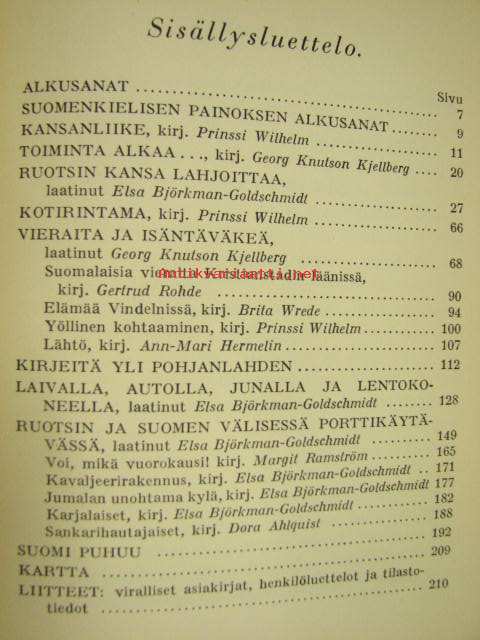 Sisällysluettelo.
Sivu
ALKUSANAT 7
SUOMENKIELISEN PAINOKSEN ALKUSANAT 9
KANSANLIIKE, kirj. Prinssi Wilhelm 11
TOIMINTA ALKAA . . ., kirj. Georg Knutson Kjellberg 20
RUOTSIN KANSA LAHJOITTAA,
laatinut Elsa Björkman-Goldschmidt 27
KOTIRINTAMA, kirj. Prinssi Wilhelm 66
VIERAITA JA ISÄNTÄVÄKEÄ,
laatinut Georg Knutson Kjellberg 68
Suomalaisia vieraina Kristianstadin läänissä,
kirj. Gertrud Rohde 90
Elämää Vindelnissä, kirj. Brita Wrede 94
Yöllinen kohtaaminen, kirj. Prinssi Wilhelm 100
Lähtö, kirj. Ann-Mari Hermelin 107
KIRJEITÄ YLI POHJANLAHDEN 112
LAIVALLA, AUTOLLA, JUNALLA JA LENTOKO-
NEELLA, laatinut Elsa Björkman-Goldschmidt 128
RUOTSIN JA SUOMEN VÄLISESSÄ PORTTIKÄYTÄ-
VÄSSÄ, laatinut Elsa Björkman-Goldschmidt 149
Voi, mikä vuorokausi! kirj. Margit Ramström 165
Kavaljeerirakennus, kirj. Elsa Björkman-Goldschmidt 171
Jumalan unohtama kylä, kirj. Elsa Björkman-Goldschmidt 177
Karjalaiset, kirj. Elsa Björkman-Goldschmidt 182
Sankarihautajaiset, kirj. Dora Ahlquist 188
SUOMI PUHUU 192
KARTTA 209
LIITTEET: viralliset asiakirjat, henkilöluettelot ja tilasto-
tiedot 210